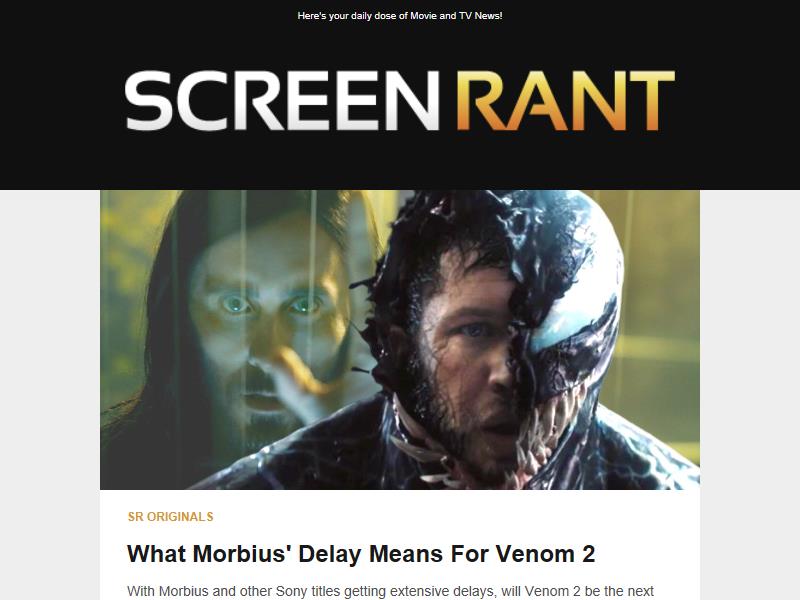 Here's your daily dose of Movie and TV News!
SCREEN RANT
SR ORIGINALS
What Morbius' Delay Means For Venom 2
With Morbius and other Sony titles getting extensive delays, will Venom 2 be the next